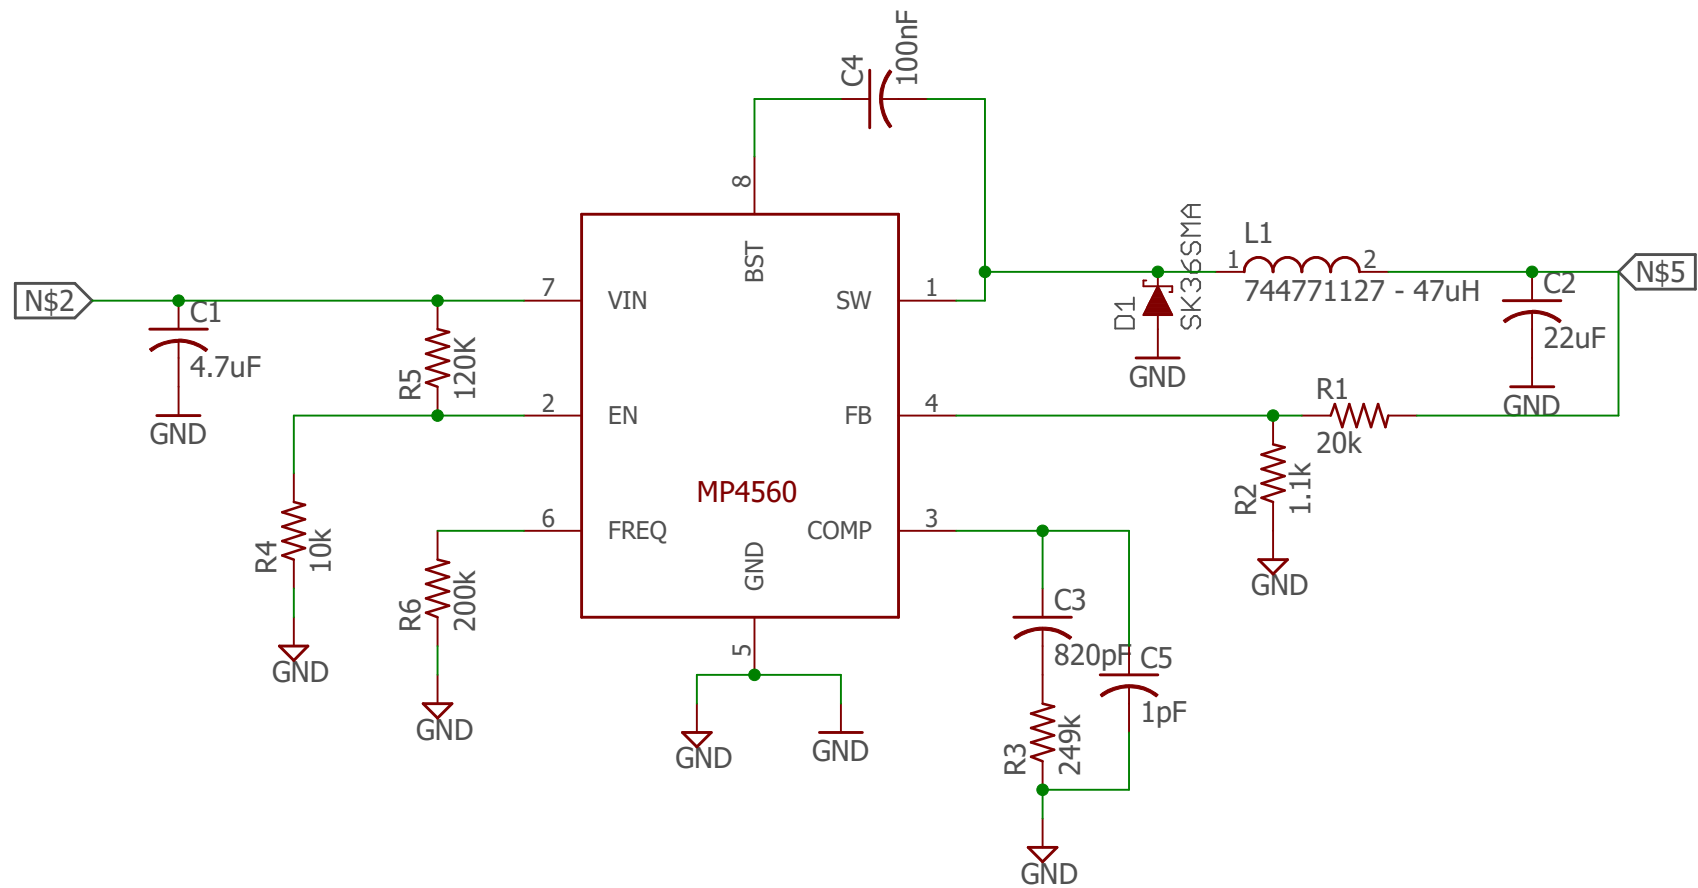 C4
100nF
8
BST
N$2
C1
4.7uF
GND
7
VIN
R5
120K
2
EN
R4
10k
GND
6
FREQ
R6
200k
GND
MP4560
GND
5
GND
GND
SW
1
FB
4
COMP
3
D1
SK36SMA
GND
L1
1
2
744771127 - 47uH
N$5
C2
22uF
GND
R1
20k
R2
1.1k
GND
C3
820pF
C5
1pF
R3
249k
GND